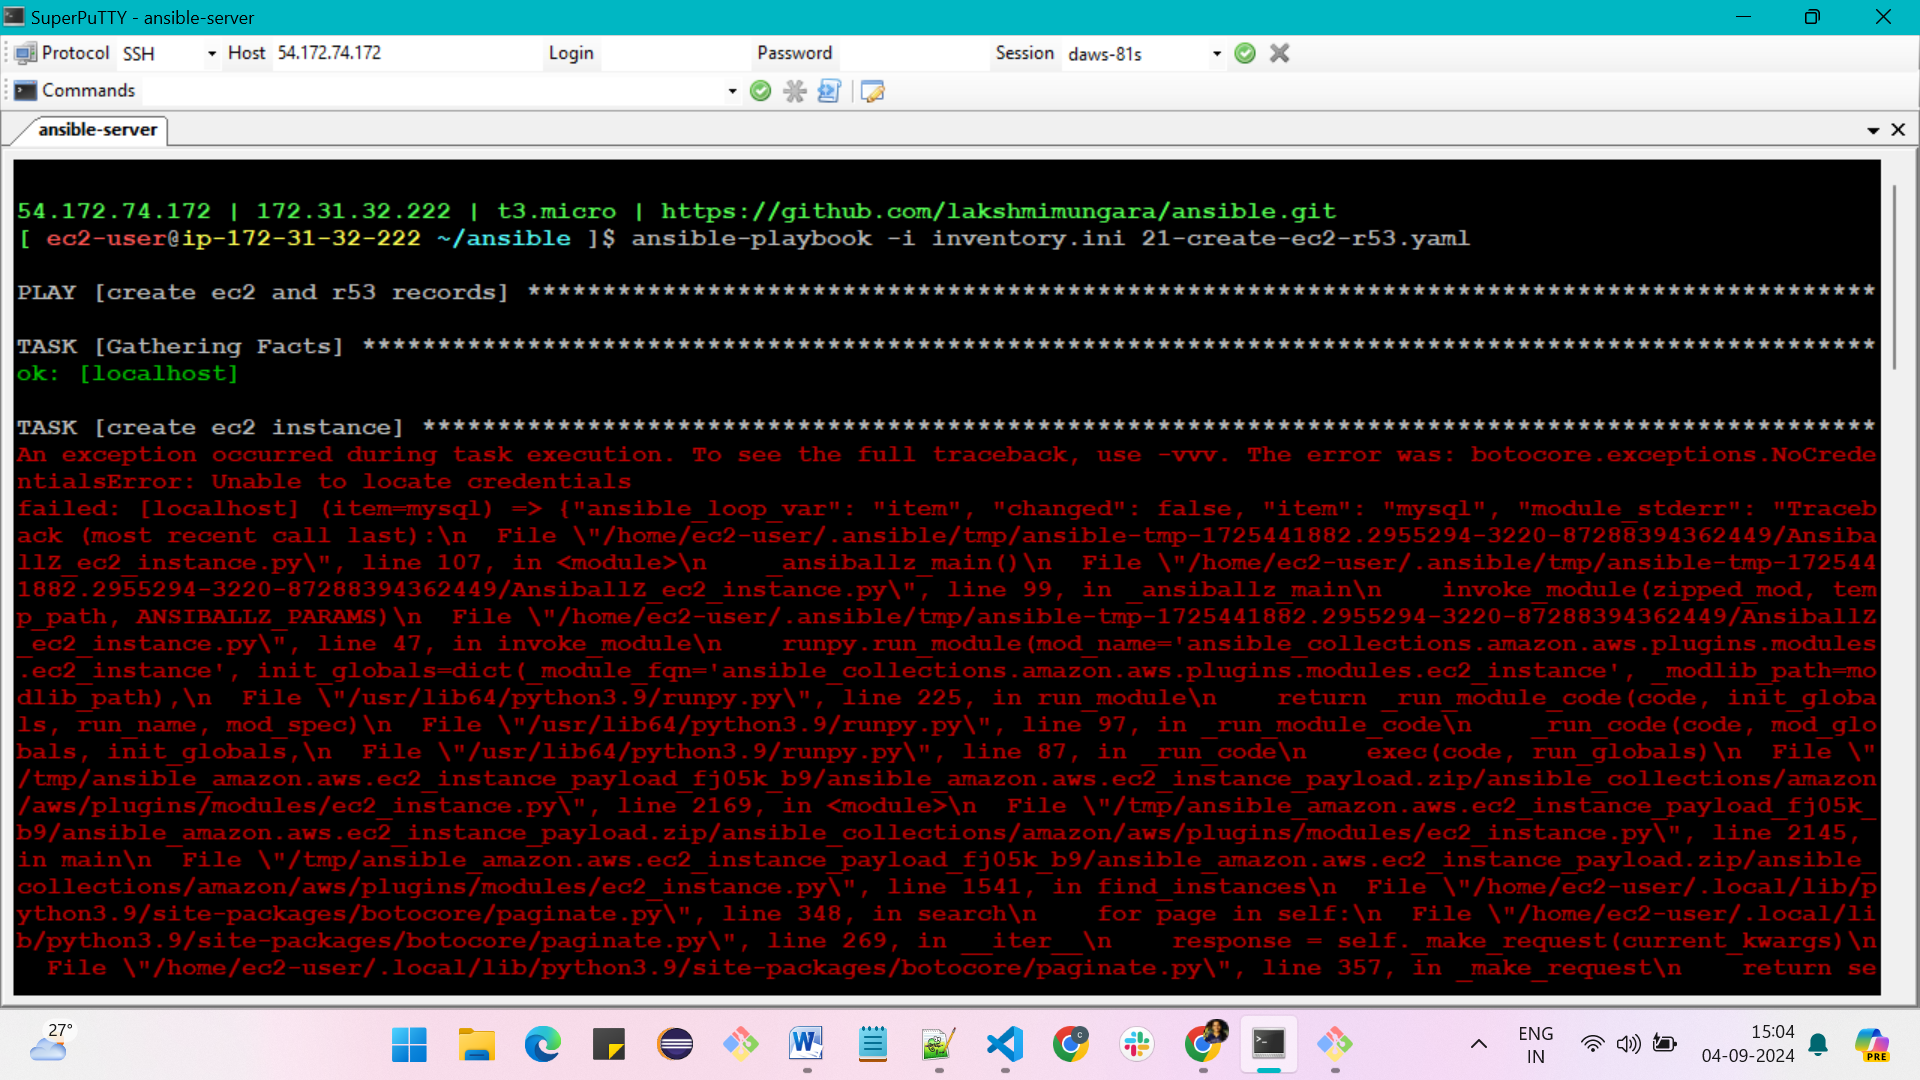 SuperPuTTY - ansible-server
Protocol SSH Host 54.172.74.172 Login Password Session daws-81s
Commands
ansible-server
54.172.74.172 | 172.31.32.222 | t3.micro | https://github.com/lakshmimungara/ansible.git
[ ec2-user@ip-172-31-32-222 ~/ansible ]$ ansible-playbook -i inventory.ini 21-create-ec2-r53.yaml
PLAY [create ec2 and r53 records] ******************************************************************************************
TASK [Gathering Facts] *****************************************************************************************************
ok: [localhost]
TASK [create ec2 instance] *************************************************************************************************
An exception occurred during task execution. To see the full traceback, use -vvv. The error was: botocore.exceptions.NoCrede
ntialsError: Unable to locate credentials
failed: [localhost] (item=mysql) => {"ansible_loop_var": "item", "changed": false, "item": "mysql", "module_stderr": "Traceb
ack (most recent call last):\n  File \"/home/ec2-user/.ansible/tmp/ansible-tmp-1725441882.2955294-3220-87288394362449/Ansiba
llZ_ec2_instance.py\", line 107, in <module>\n    _ansiballz_main()\n  File \"/home/ec2-user/.ansible/tmp/ansible-tmp-172544
1882.2955294-3220-87288394362449/AnsiballZ_ec2_instance.py\", line 99, in _ansiballz_main\n    invoke_module(zipped_mod, tem
p_path, ANSIBALLZ_PARAMS)\n  File \"/home/ec2-user/.ansible/tmp/ansible-tmp-1725441882.2955294-3220-87288394362449/AnsiballZ
_ec2_instance.py\", line 47, in invoke_module\n    runpy.run_module(mod_name='ansible_collections.amazon.aws.plugins.modules
.ec2_instance', init_globals=dict(_module_fqn='ansible_collections.amazon.aws.plugins.modules.ec2_instance', _modlib_path=mo
dlib_path),\n  File \"/usr/lib64/python3.9/runpy.py\", line 225, in run_module\n    return _run_module_code(code, init_globa
ls, run_name, mod_spec)\n  File \"/usr/lib64/python3.9/runpy.py\", line 97, in _run_module_code\n    _run_code(code, mod_glo
bals, init_globals,\n  File \"/usr/lib64/python3.9/runpy.py\", line 87, in _run_code\n    exec(code, run_globals)\n  File \"
/tmp/ansible_amazon.aws.ec2_instance_payload_fj05k_b9/ansible_amazon.aws.ec2_instance_payload.zip/ansible_collections/amazon
/aws/plugins/modules/ec2_instance.py\", line 2169, in <module>\n  File \"/tmp/ansible_amazon.aws.ec2_instance_payload_fj05k_
b9/ansible_amazon.aws.ec2_instance_payload.zip/ansible_collections/amazon/aws/plugins/modules/ec2_instance.py\", line 2145,
in main\n  File \"/tmp/ansible_amazon.aws.ec2_instance_payload_fj05k_b9/ansible_amazon.aws.ec2_instance_payload.zip/ansible_
collections/amazon/aws/plugins/modules/ec2_instance.py\", line 1541, in find_instances\n  File \"/home/ec2-user/.local/lib/p
ython3.9/site-packages/botocore/paginate.py\", line 348, in search\n    for page in self:\n  File \"/home/ec2-user/.local/li
b/python3.9/site-packages/botocore/paginate.py\", line 269, in __iter__\n    response = self._make_request(current_kwargs)\n
  File \"/home/ec2-user/.local/lib/python3.9/site-packages/botocore/paginate.py\", line 357, in _make_request\n    return se
27°
ENG
IN
15:04
04-09-2024
PRE